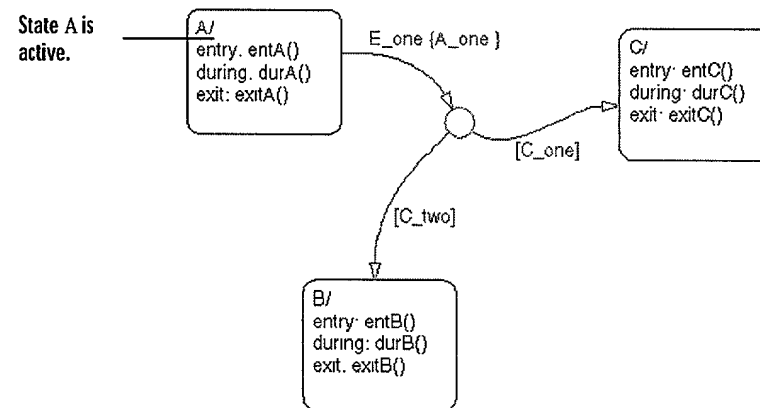 State A is
active.
A/
entry. entA()
during. durA()
exit: exitA()
E_one {A_one }
C/
entry· entC()
during· durC()
exit· exitC()
[C_one]
[C_two]
B/
entry· entB()
during: durB()
exit. exitB()